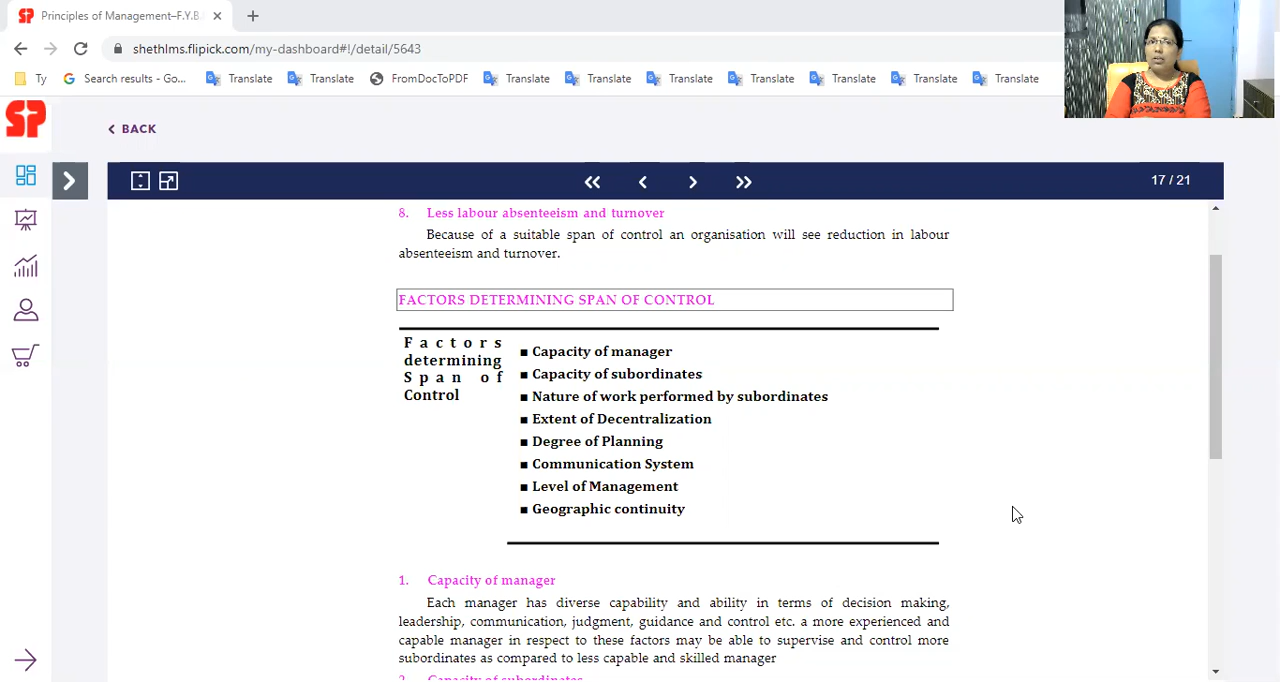 SP Principles of Management–F.Y.B. × +
shethlms.flipick.com/my-dashboard#!/detail/5643
Ty Search results - Go... Translate Translate FromDocToPDF Translate Translate Translate Translate Translate Translate Translate
SP
BACK
17 / 21
8. Less labour absenteeism and turnover
Because of a suitable span of control an organisation will see reduction in labour
absenteeism and turnover.
FACTORS DETERMINING SPAN OF CONTROL
Factors
determining
Span of
Control
■ Capacity of manager
■ Capacity of subordinates
■ Nature of work performed by subordinates
■ Extent of Decentralization
■ Degree of Planning
■ Communication System
■ Level of Management
■ Geographic continuity
1. Capacity of manager
Each manager has diverse capability and ability in terms of decision making,
leadership, communication, judgment, guidance and control etc. a more experienced and
capable manager in respect to these factors may be able to supervise and control more
subordinates as compared to less capable and skilled manager
2. Capacity of subordinates